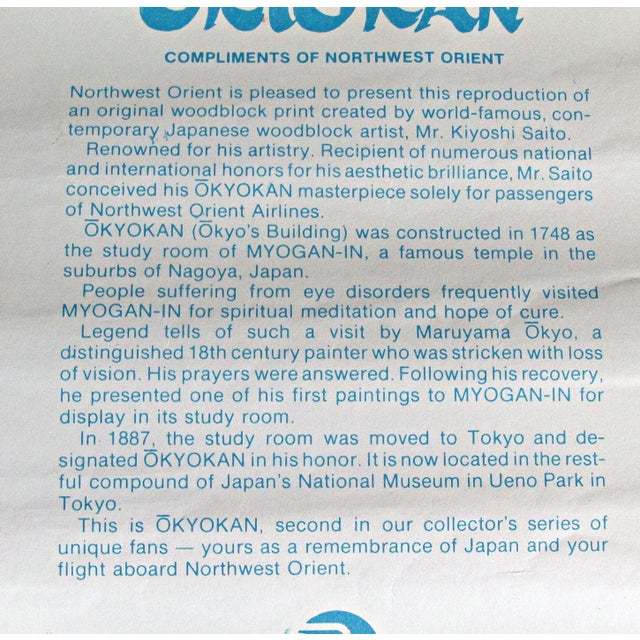 ŌKYOKAN
COMPLIMENTS OF NORTHWEST ORIENT
Northwest Orient is pleased to present this reproduction of
an original woodblock print created by world-famous, con-
temporary Japanese woodblock artist, Mr. Kiyoshi Saito.
Renowned for his artistry. Recipient of numerous national
and international honors for his aesthetic brilliance, Mr. Saito
conceived his ŌKYOKAN masterpiece solely for passengers
of Northwest Orient Airlines.
ŌKYOKAN (Ōkyo's Building) was constructed in 1748 as
the study room of MYOGAN-IN, a famous temple in the
suburbs of Nagoya, Japan.
People suffering from eye disorders frequently visited
MYOGAN-IN for spiritual meditation and hope of cure.
Legend tells of such a visit by Maruyama Ōkyo, a
distinguished 18th century painter who was stricken with loss
of vision. His prayers were answered. Following his recovery,
he presented one of his first paintings to MYOGAN-IN for
display in its study room.
In 1887, the study room was moved to Tokyo and de-
signated ŌKYOKAN in his honor. It is now located in the rest-
ful compound of Japan's National Museum in Ueno Park in
Tokyo.
This is ŌKYOKAN, second in our collector's series of
unique fans — yours as a remembrance of Japan and your
flight aboard Northwest Orient.